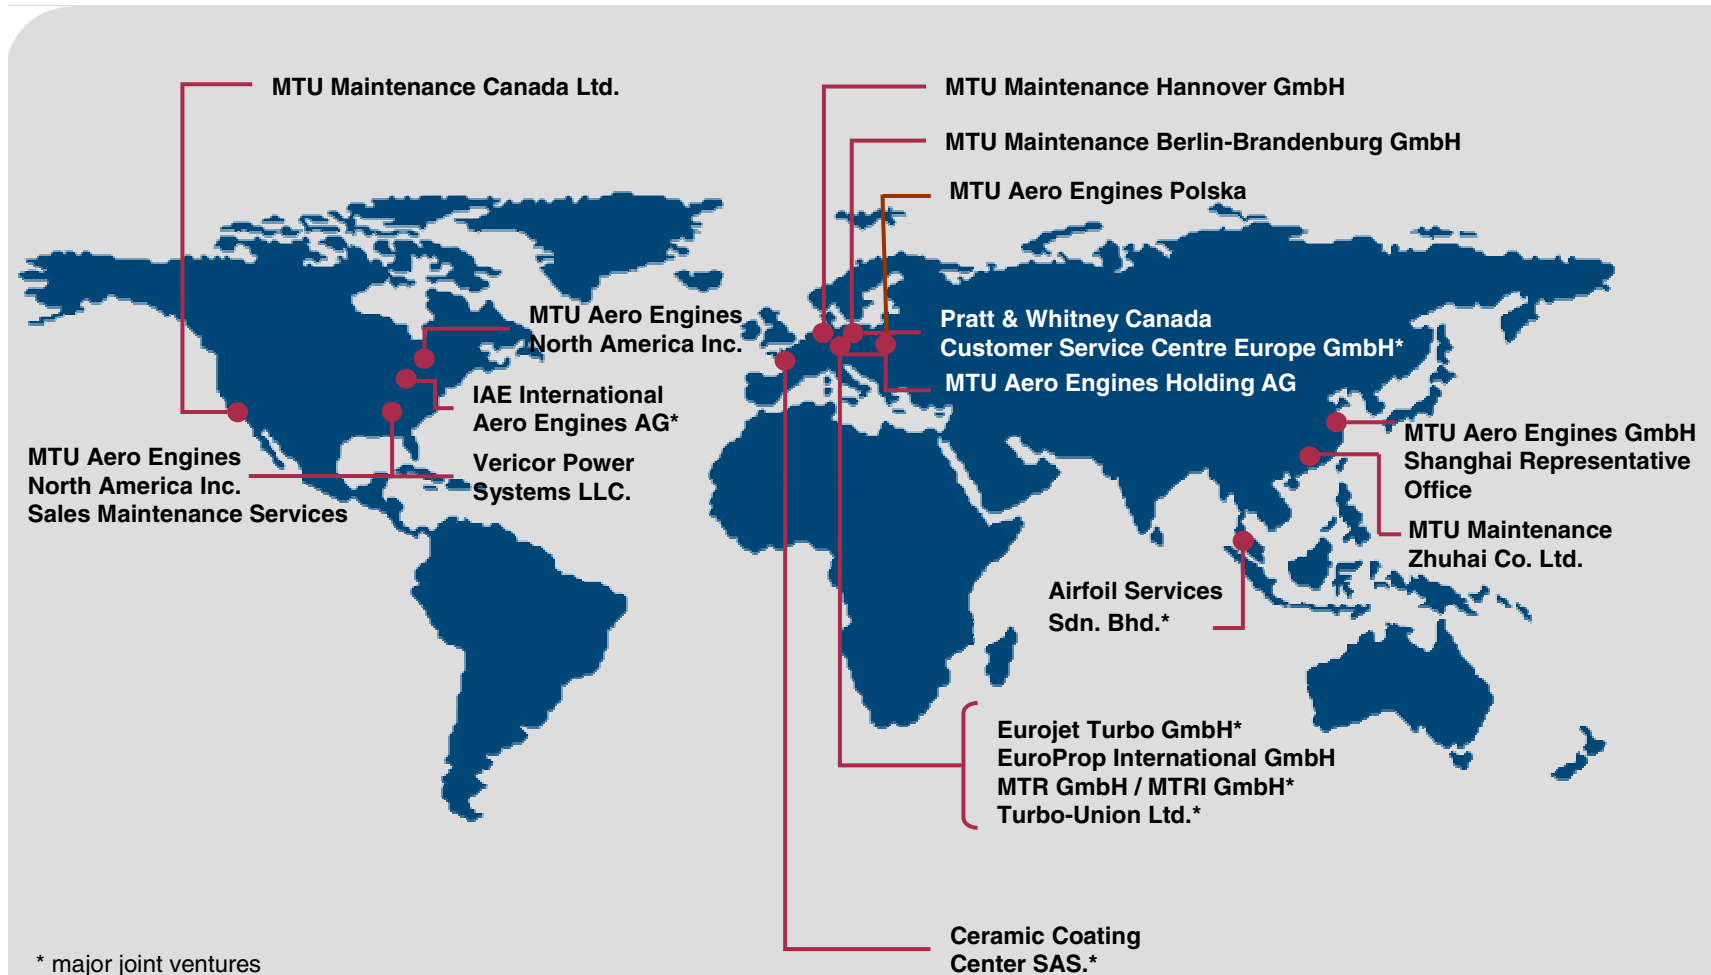 MTU Maintenance Canada Ltd.
MTU Maintenance Hannover GmbH
MTU Maintenance Berlin-Brandenburg GmbH
MTU Aero Engines Polska
MTU Aero Engines
North America Inc.
Pratt & Whitney Canada
Customer Service Centre Europe GmbH*
MTU Aero Engines Holding AG
IAE International
Aero Engines AG*
MTU Aero Engines
North America Inc.
Sales Maintenance Services
Vericor Power
Systems LLC.
MTU Aero Engines GmbH
Shanghai Representative
Office
MTU Maintenance
Zhuhai Co. Ltd.
Airfoil Services
Sdn. Bhd.*
Eurojet Turbo GmbH*
EuroProp International GmbH
MTR GmbH / MTRI GmbH*
Turbo-Union Ltd.*
Ceramic Coating
Center SAS.*
* major joint ventures